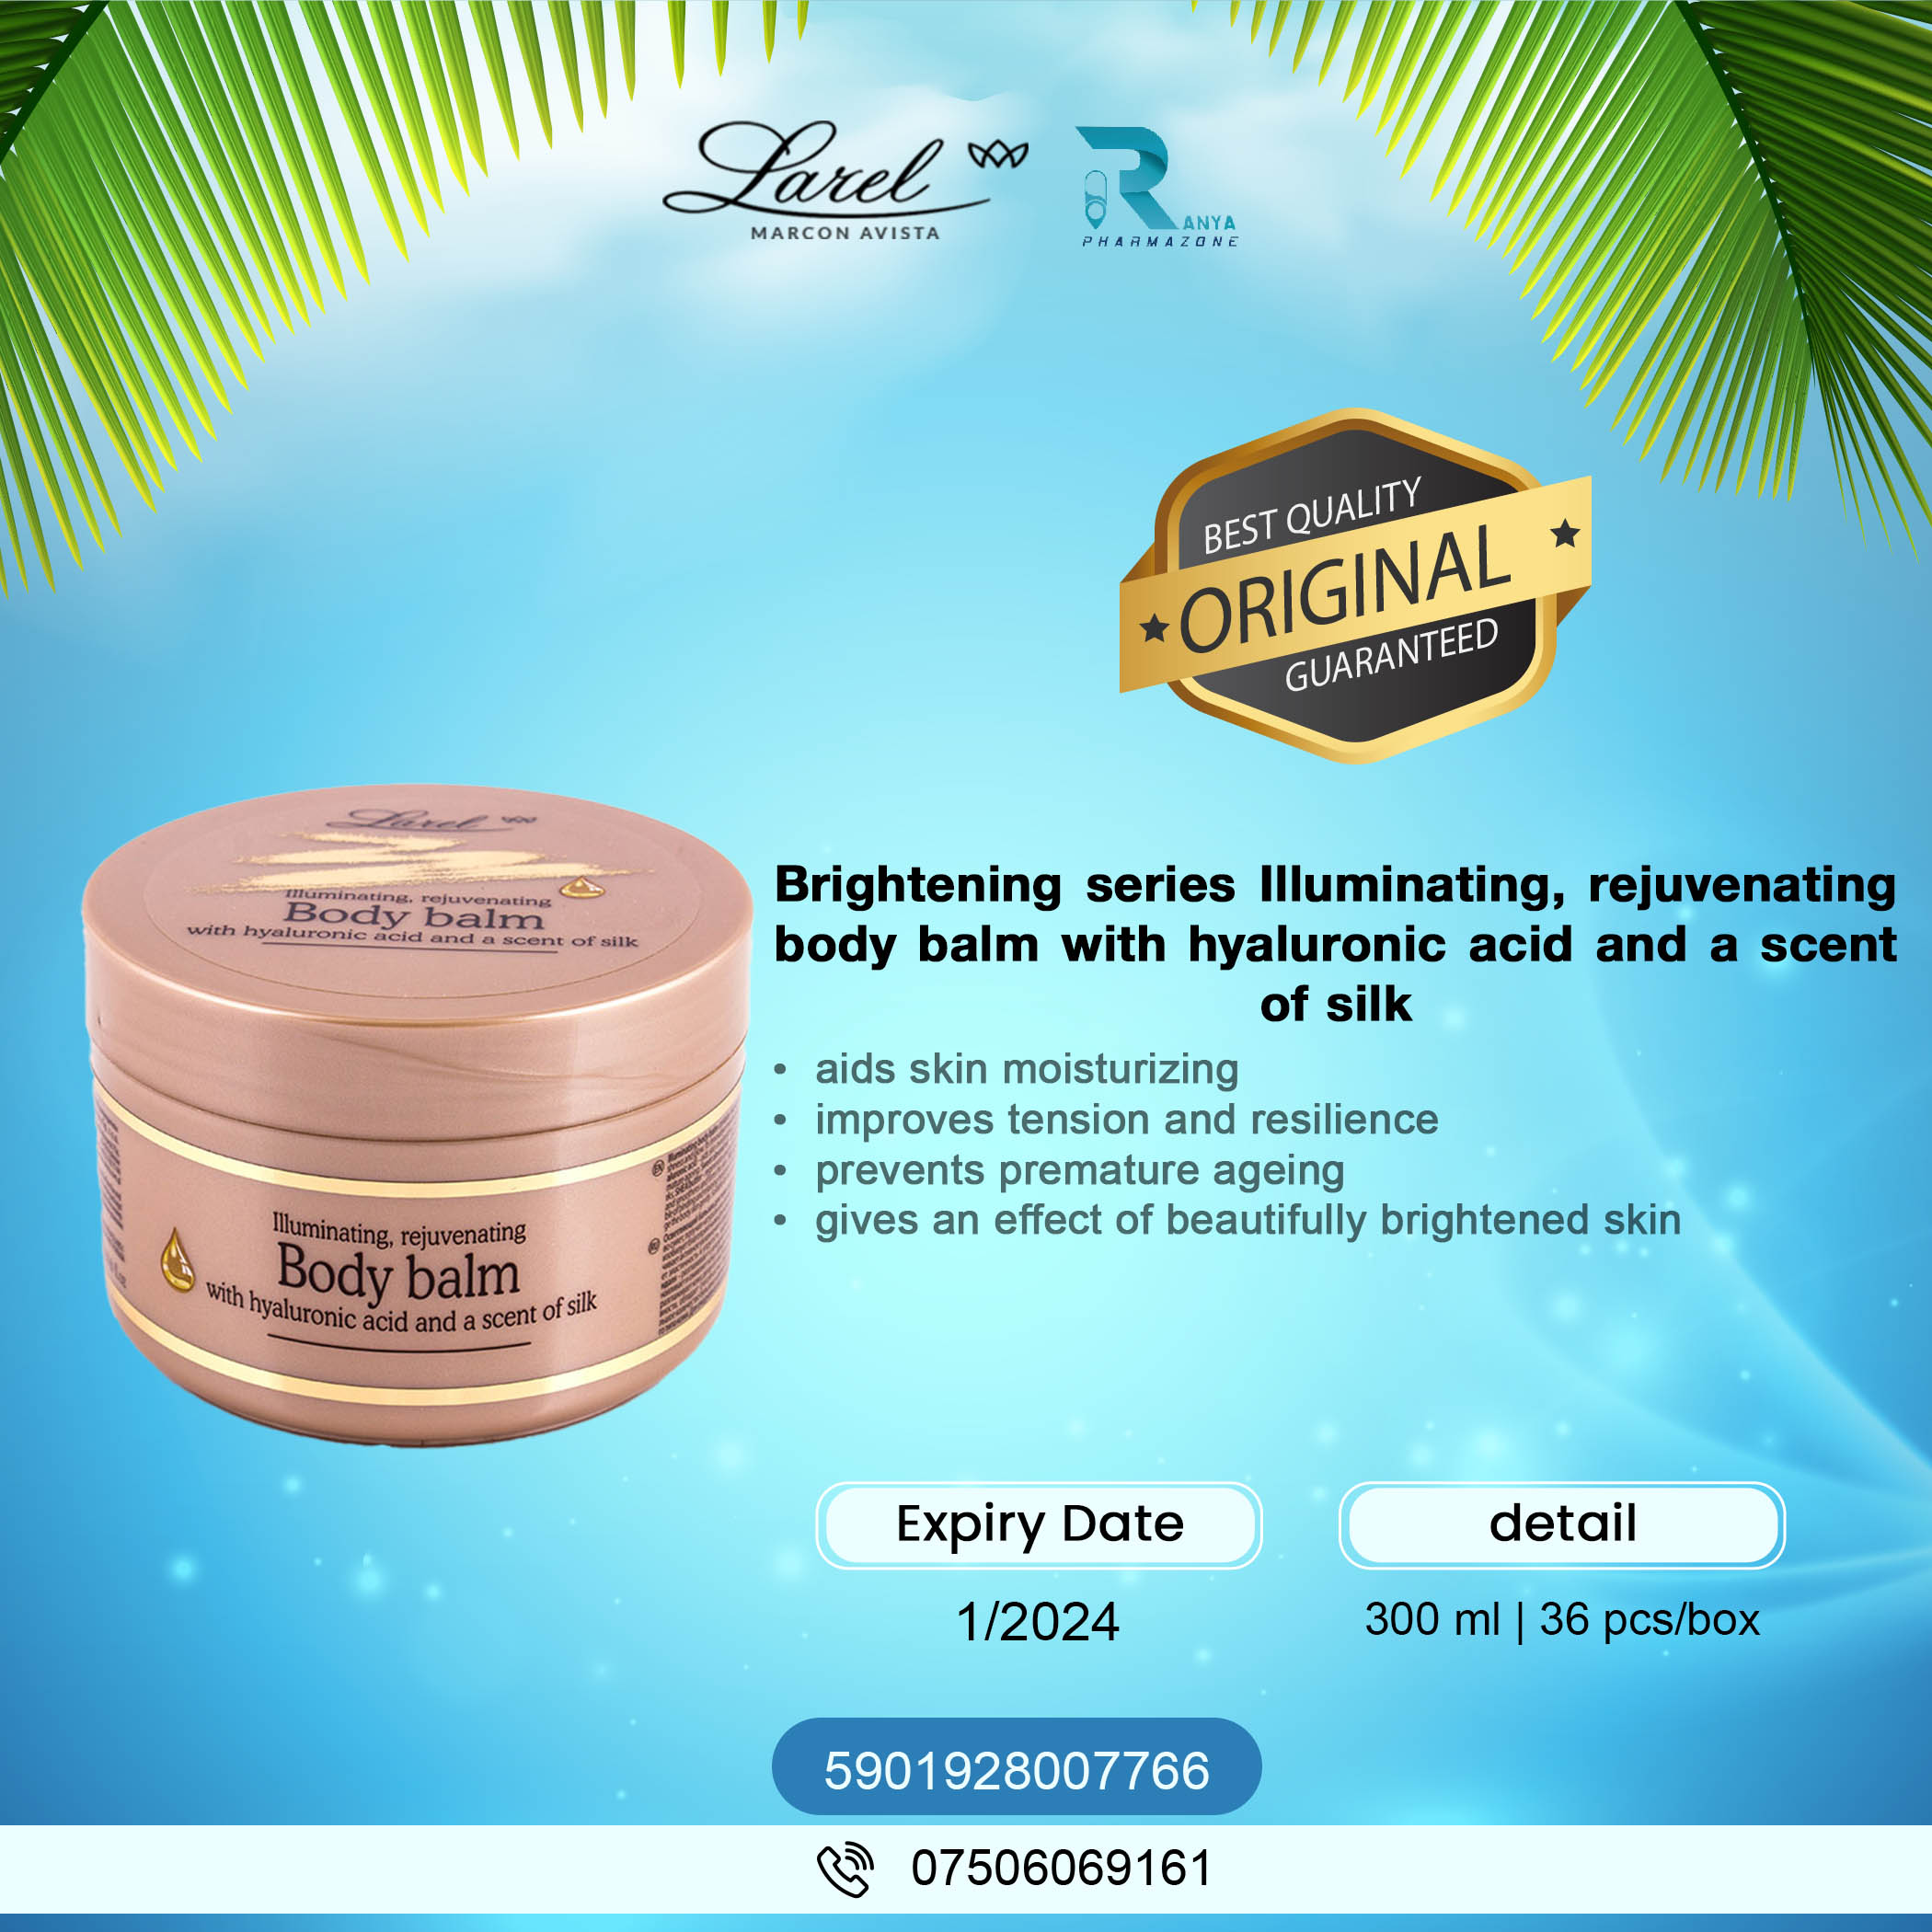 Larel
MARCON AVISTA
RANYA
PHARMAZONE
BEST QUALITY
ORIGINAL
GUARANTEED
Larel
Illuminating, rejuvenating
Body balm
with hyaluronic acid and a scent of silk
Illuminating, rejuvenating
Body balm
with hyaluronic acid and a scent of silk
Brightening series Illuminating, rejuvenating
body balm with hyaluronic acid and a scent
of silk
• aids skin moisturizing
• improves tension and resilience
• prevents premature ageing
• gives an effect of beautifully brightened skin
Expiry Date
1/2024
detail
300 ml | 36 pcs/box
5901928007766
07506069161